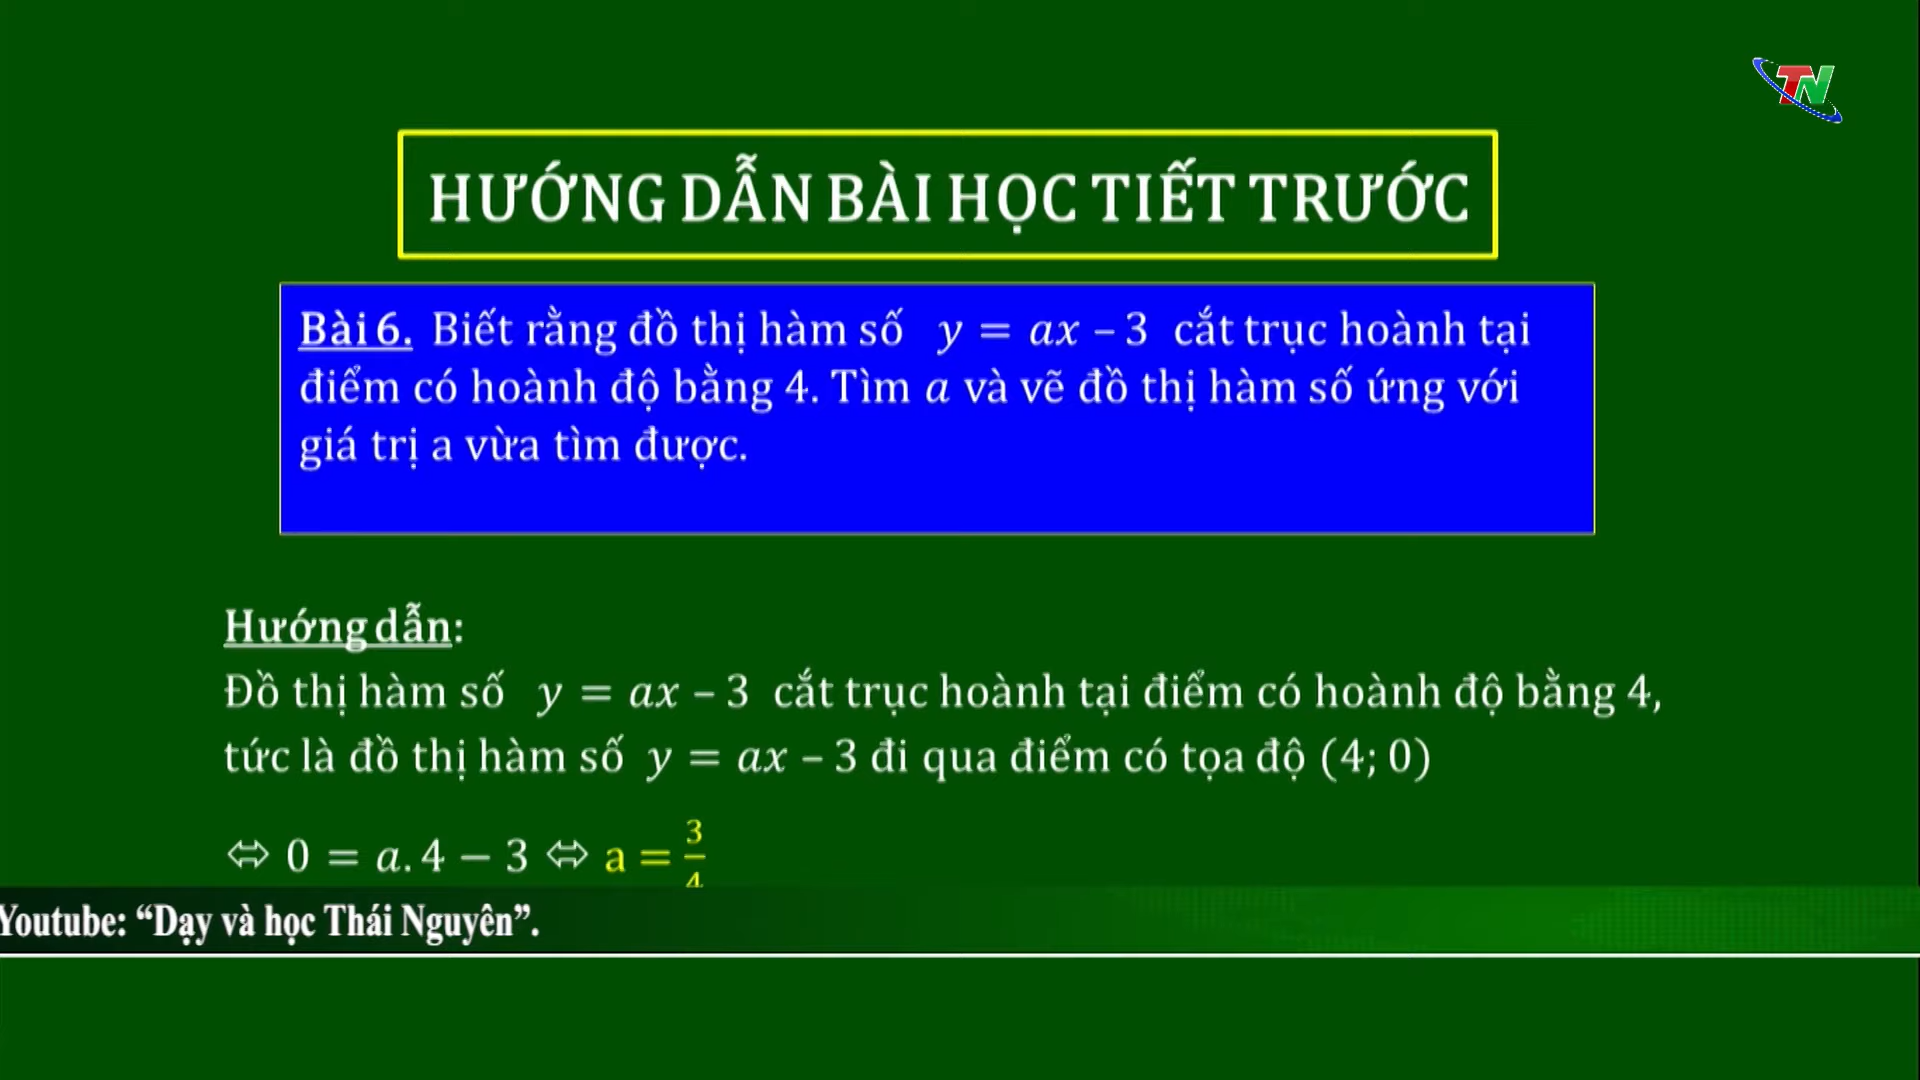 TN
HƯỚNG DẪN BÀI HỌC TIẾT TRƯỚC
Bài 6. Biết rằng đồ thị hàm số y = ax – 3 cắt trục hoành tại
điểm có hoành độ bằng 4. Tìm a và vẽ đồ thị hàm số ứng với
giá trị a vừa tìm được.
Hướng dẫn:
Đồ thị hàm số y = ax – 3 cắt trục hoành tại điểm có hoành độ bằng 4,
tức là đồ thị hàm số y = ax – 3 đi qua điểm có tọa độ (4; 0)
⇔ 0 = a. 4 − 3 ⇔ a = 3/4
Youtube: “Dạy và học Thái Nguyên”.